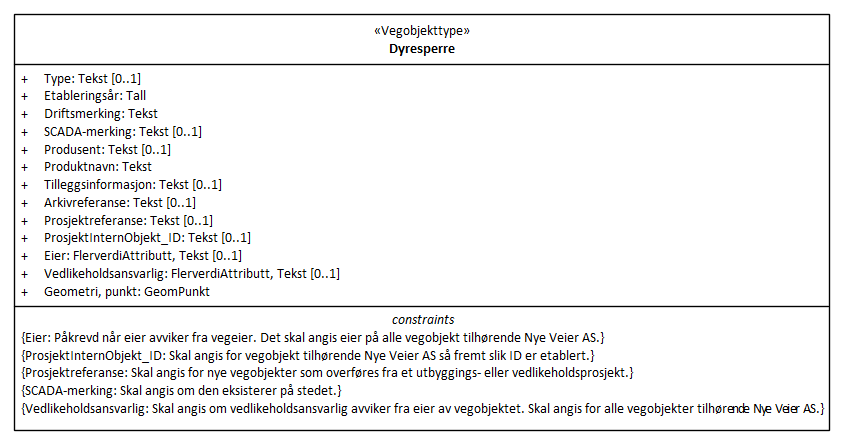 «Vegobjekttype»
Dyresperre
+ Type: Tekst [0..1]
+ Etableringsår: Tall
+ Driftsmerking: Tekst
+ SCADA-merking: Tekst [0..1]
+ Produsent: Tekst [0..1]
+ Produktnavn: Tekst
+ Tilleggsinformasjon: Tekst [0..1]
+ Arkivreferanse: Tekst [0..1]
+ Prosjektreferanse: Tekst [0..1]
+ ProsjektInternObjekt_ID: Tekst [0..1]
+ Eier: FlerverdiAttributt, Tekst [0..1]
+ Vedlikeholdsansvarlig: FlerverdiAttributt, Tekst [0..1]
+ Geometri, punkt: GeomPunkt
constraints
{Eier: Påkrevd når eier avviker fra vegeier. Det skal angis eier på alle vegobjekt tilhørende Nye Veier AS.}
{ProsjektInternObjekt_ID: Skal angis for vegobjekt tilhørende Nye Veier AS så fremt slik ID er etablert.}
{Prosjektreferanse: Skal angis for nye vegobjekter som overføres fra et utbyggings- eller vedlikeholdsprosjekt.}
{SCADA-merking: Skal angis om den eksisterer på stedet.}
{Vedlikeholdsansvarlig: Skal angis om vedlikeholdsansvarlig avviker fra eier av vegobjektet. Skal angis for alle vegobjekter tilhørende Nye Veier AS.}